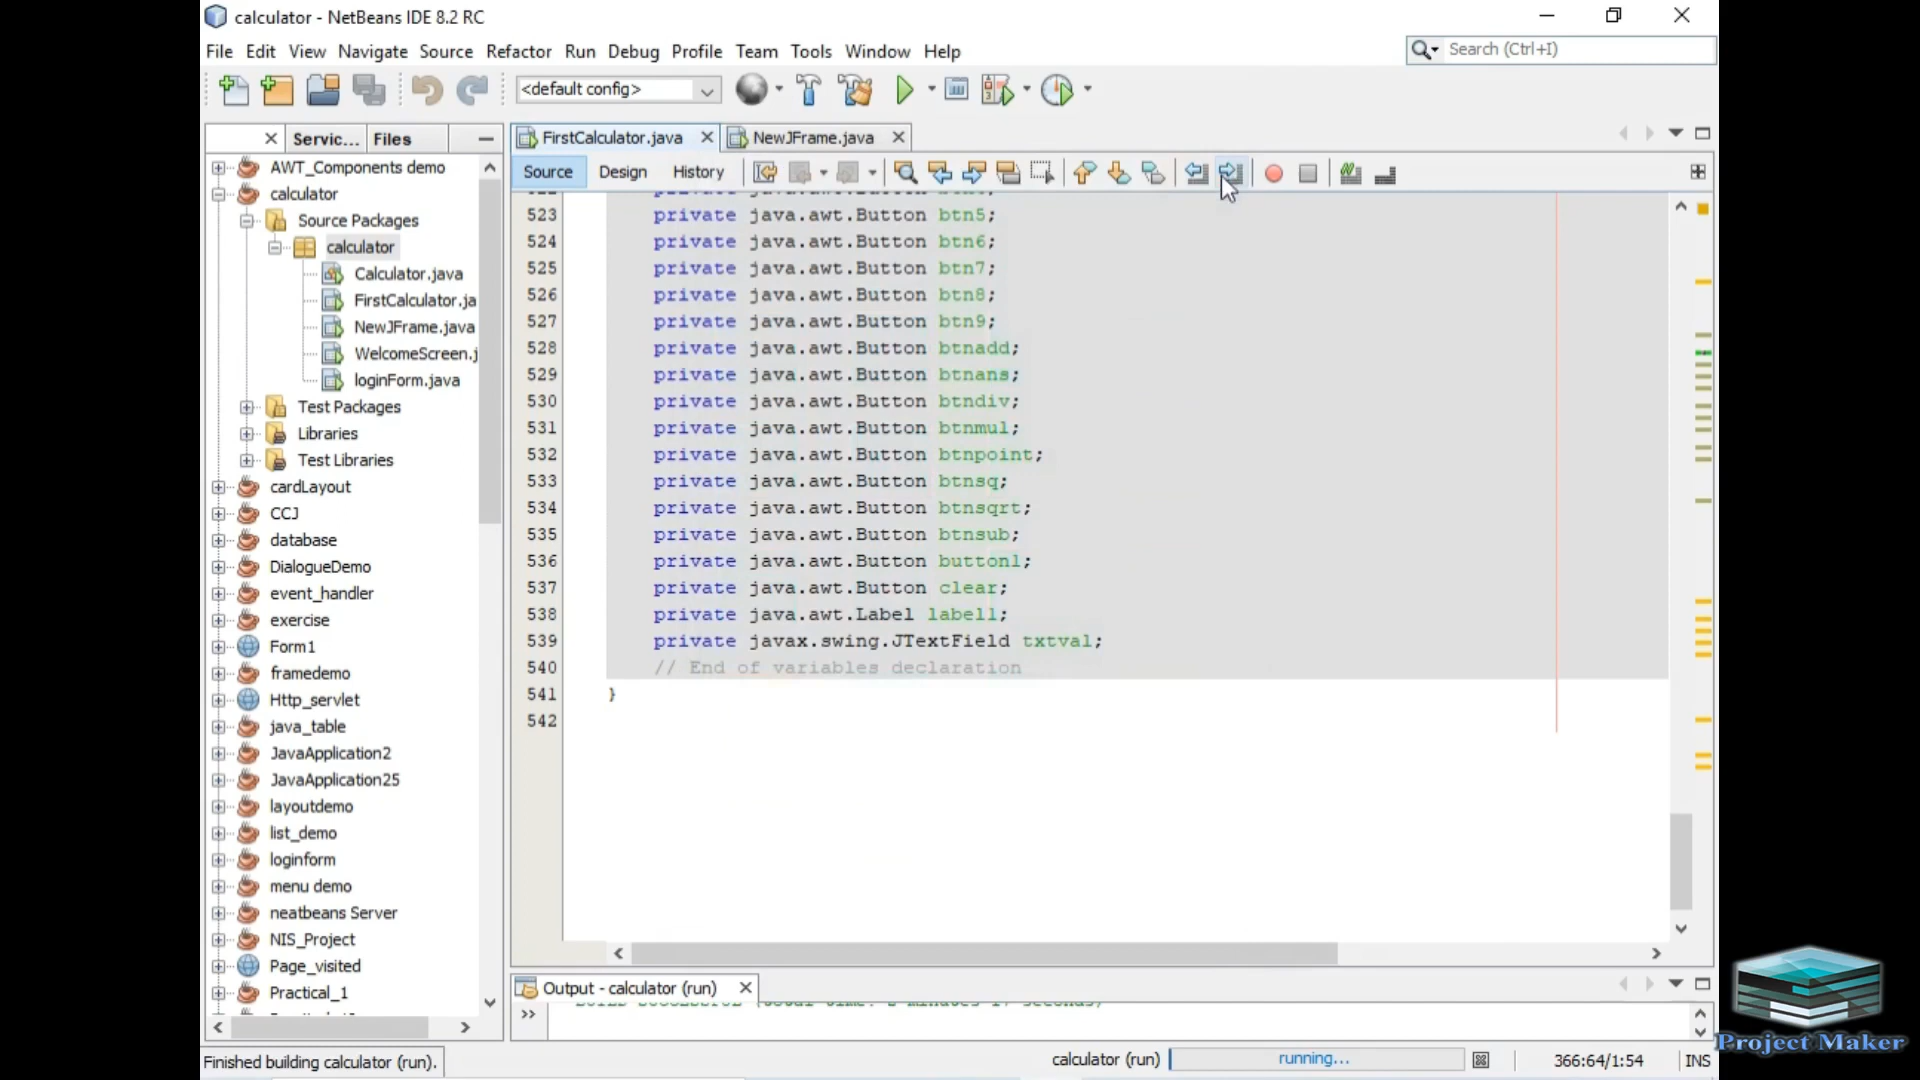 calculator - NetBeans IDE 8.2 RC
File Edit View Navigate Source Refactor Run Debug Profile Team Tools Window Help
Search (Ctrl+I)
<default config>
Servic... Files
FirstCalculator.java NewJFrame.java
Source Design History
AWT_Components demo
calculator
Source Packages
calculator
Calculator.java
FirstCalculator.ja
NewJFrame.java
WelcomeScreen.j
loginForm.java
Test Packages
Libraries
Test Libraries
cardLayout
CCJ
database
DialogueDemo
event_handler
exercise
Form1
framedemo
Http_servlet
java_table
JavaApplication2
JavaApplication25
layoutdemo
list_demo
loginform
menu demo
neatbeans Server
NIS_Project
Page_visited
Practical_1
523 private java.awt.Button btn5;
524 private java.awt.Button btn6;
525 private java.awt.Button btn7;
526 private java.awt.Button btn8;
527 private java.awt.Button btn9;
528 private java.awt.Button btnadd;
529 private java.awt.Button btnans;
530 private java.awt.Button btndiv;
531 private java.awt.Button btnmul;
532 private java.awt.Button btnpoint;
533 private java.awt.Button btnsq;
534 private java.awt.Button btnsqrt;
535 private java.awt.Button btnsub;
536 private java.awt.Button button1;
537 private java.awt.Button clear;
538 private java.awt.Label label1;
539 private javax.swing.JTextField txtval;
540 // End of variables declaration
541 }
542
Output - calculator (run)
Finished building calculator (run).
calculator (run) running... 366:64/1:54 INS
Project Maker